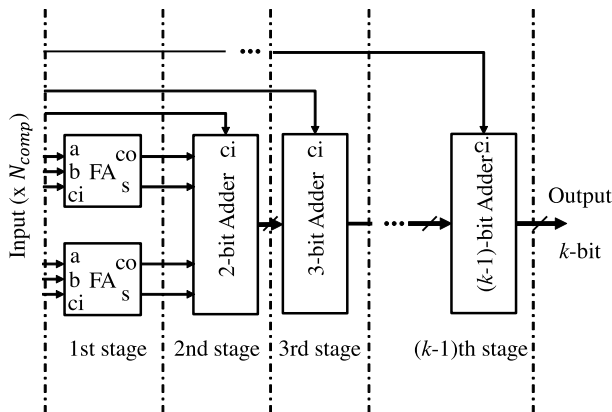 Input (x N_comp)
a
b
ci
FA
co
s
a
b
ci
FA
co
s
ci
2-bit Adder
ci
3-bit Adder
...
...
ci
(k-1)-bit Adder
Output
k-bit
1st stage
2nd stage
3rd stage
(k-1)th stage